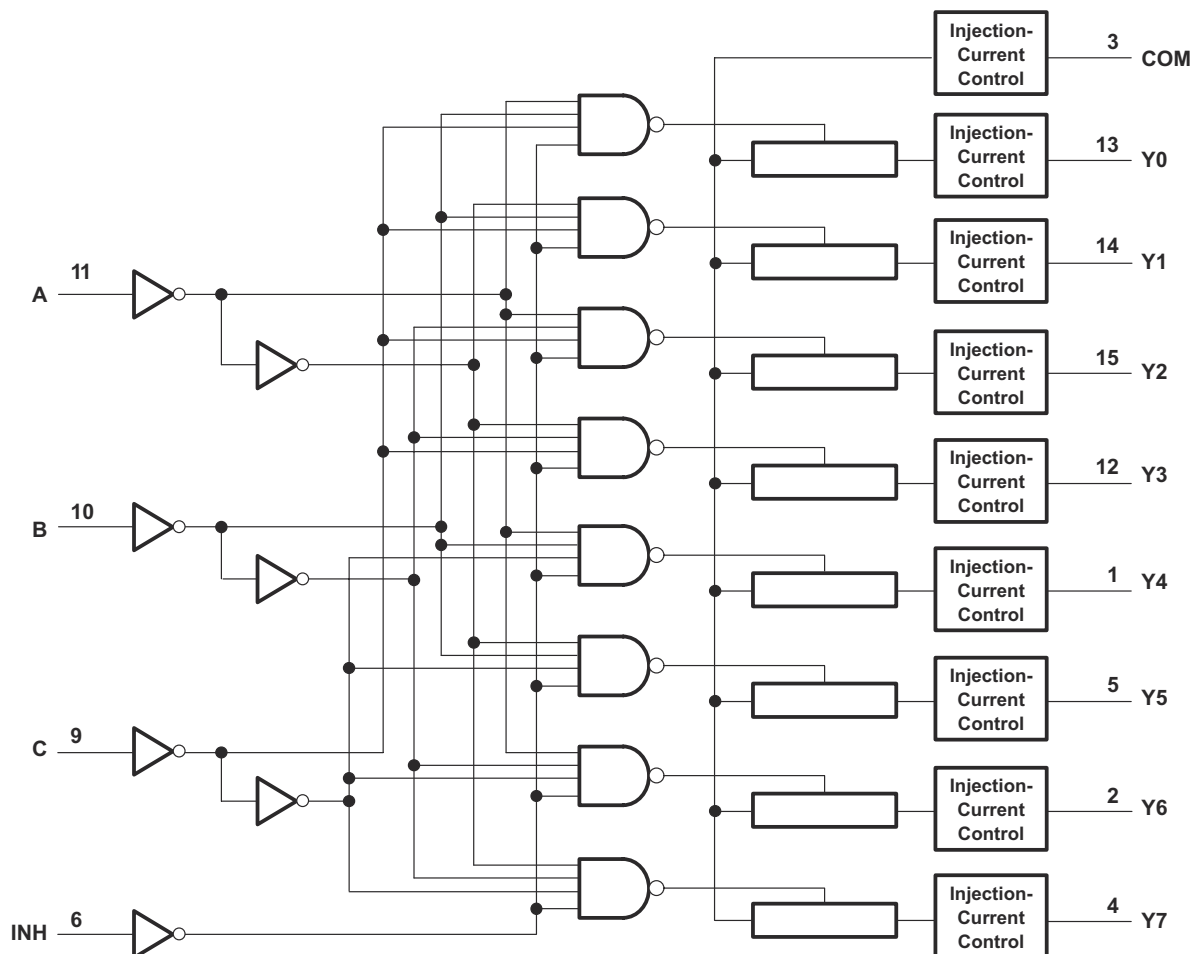 Injection-
Current
Control
3
COM
Injection-
Current
Control
13
Y0
Injection-
Current
Control
14
Y1
A
11
Injection-
Current
Control
15
Y2
Injection-
Current
Control
12
Y3
B
10
Injection-
Current
Control
1
Y4
Injection-
Current
Control
5
Y5
C
9
Injection-
Current
Control
2
Y6
INH
6
Injection-
Current
Control
4
Y7